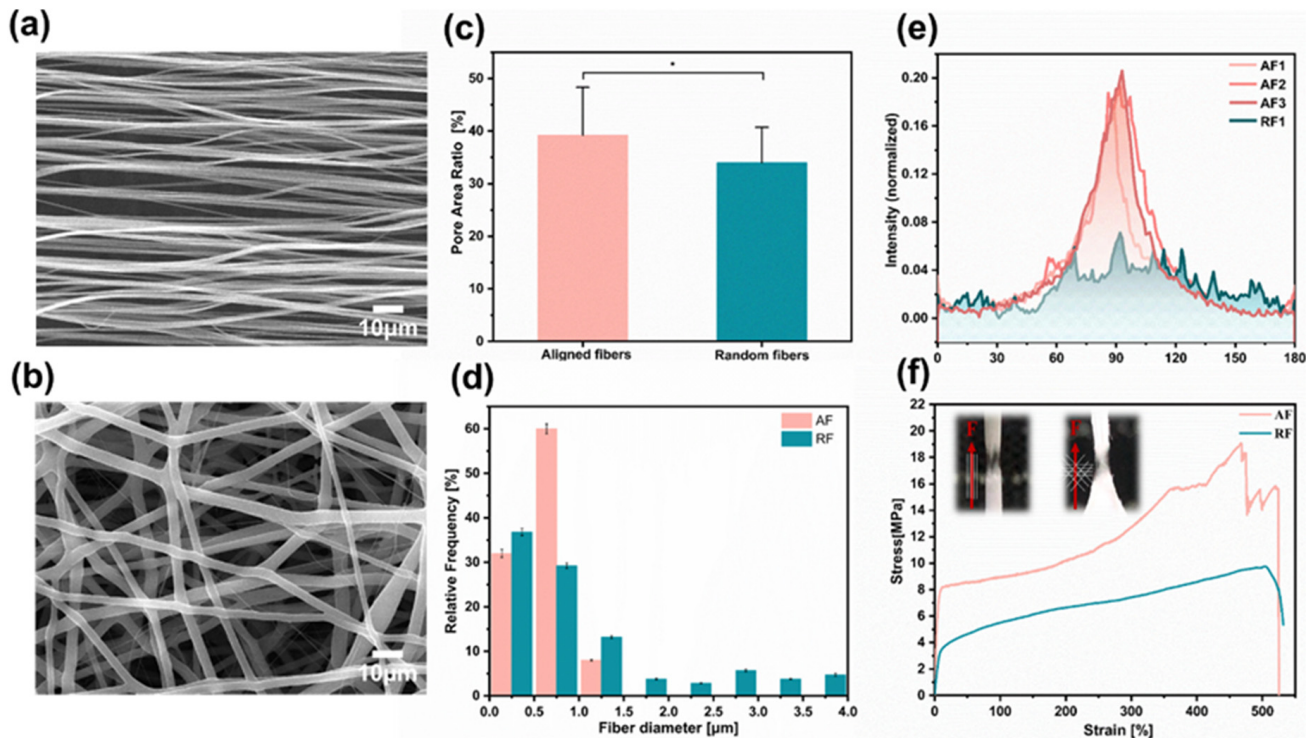 (a)
10µm
(b)
10µm
(c)
Pore Area Ratio [%]
50
40
30
20
10
0
*
Aligned fibers
Random fibers
(d)
Relative Frequency [%]
60
50
40
30
20
10
0
AF
RF
0.0
0.5
1.0
1.5
2.0
2.5
3.0
3.5
4.0
Fiber diameter [µm]
(e)
Intensity (normalized)
0.20
0.16
0.12
0.08
0.04
0.00
AF1
AF2
AF3
RF1
0
30
60
90
120
150
180
(f)
Stress[MPa]
22
20
18
16
14
12
10
8
6
4
2
0
F
F
AF
RF
0
100
200
300
400
500
Strain [%]